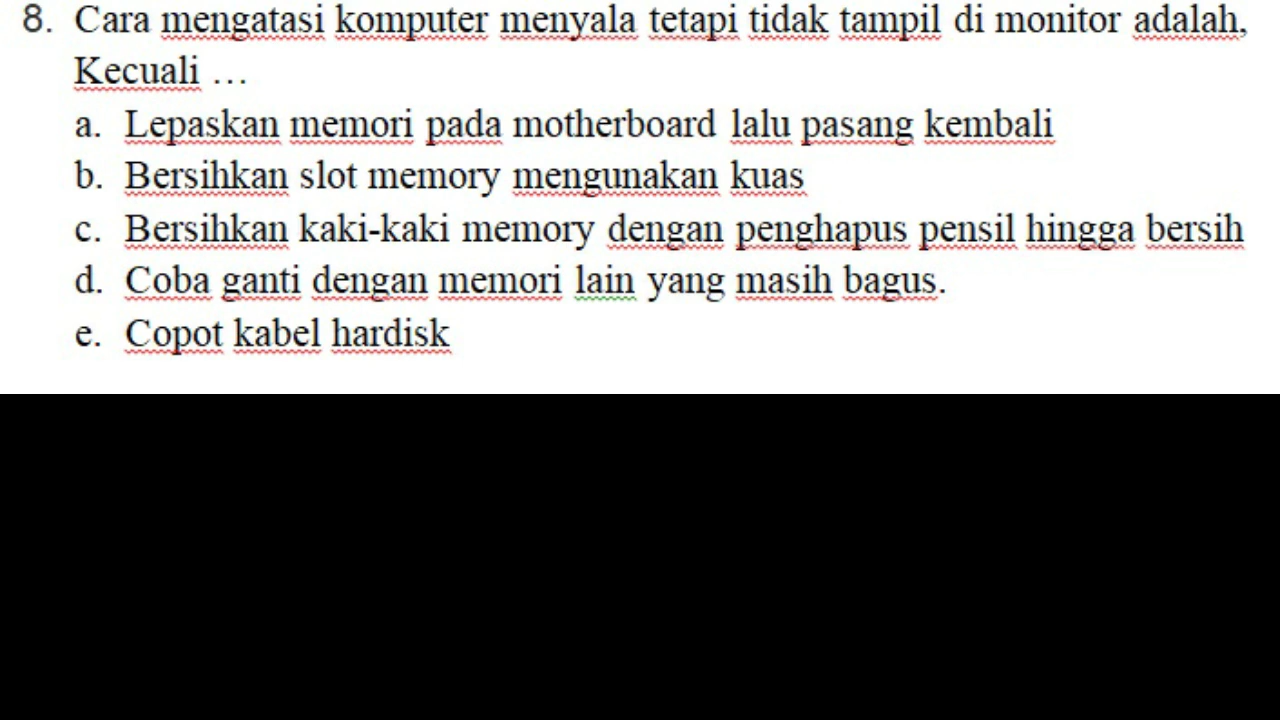 8. Cara mengatasi komputer menyala tetapi tidak tampil di monitor adalah,
Kecuali …
a. Lepaskan memori pada motherboard lalu pasang kembali
b. Bersihkan slot memory mengunakan kuas
c. Bersihkan kaki-kaki memory dengan penghapus pensil hingga bersih
d. Coba ganti dengan memori lain yang masih bagus.
e. Copot kabel hardisk